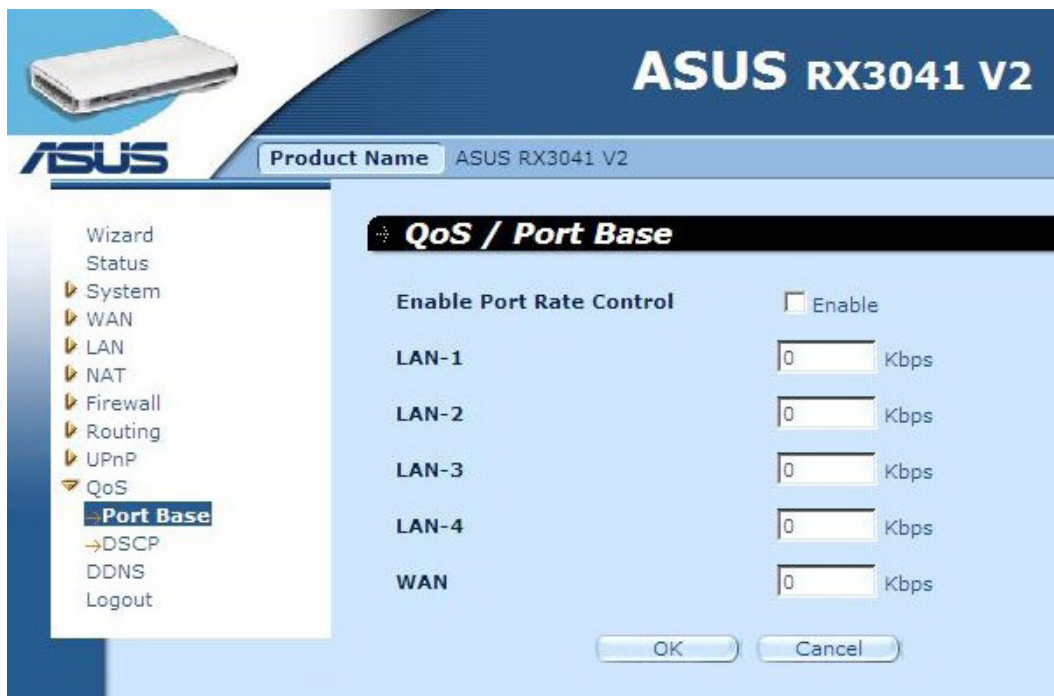 ASUS RX3041 V2
ASUS
Product Name ASUS RX3041 V2
Wizard
Status
System
WAN
LAN
NAT
Firewall
Routing
UPnP
QoS
→Port Base
→DSCP
DDNS
Logout
QoS / Port Base
Enable Port Rate Control Enable
LAN-1 0 Kbps
LAN-2 0 Kbps
LAN-3 0 Kbps
LAN-4 0 Kbps
WAN 0 Kbps
OK Cancel